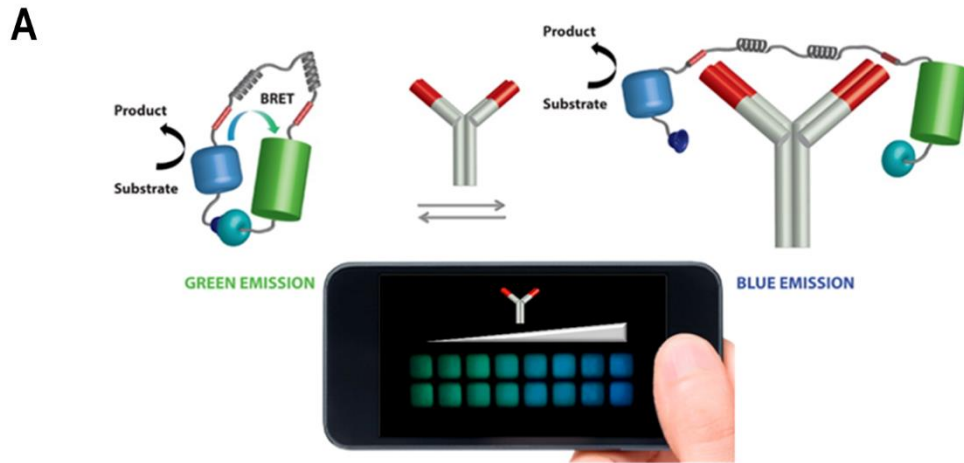 A
Product
BRET
Substrate
Product
Substrate
GREEN EMISSION
BLUE EMISSION